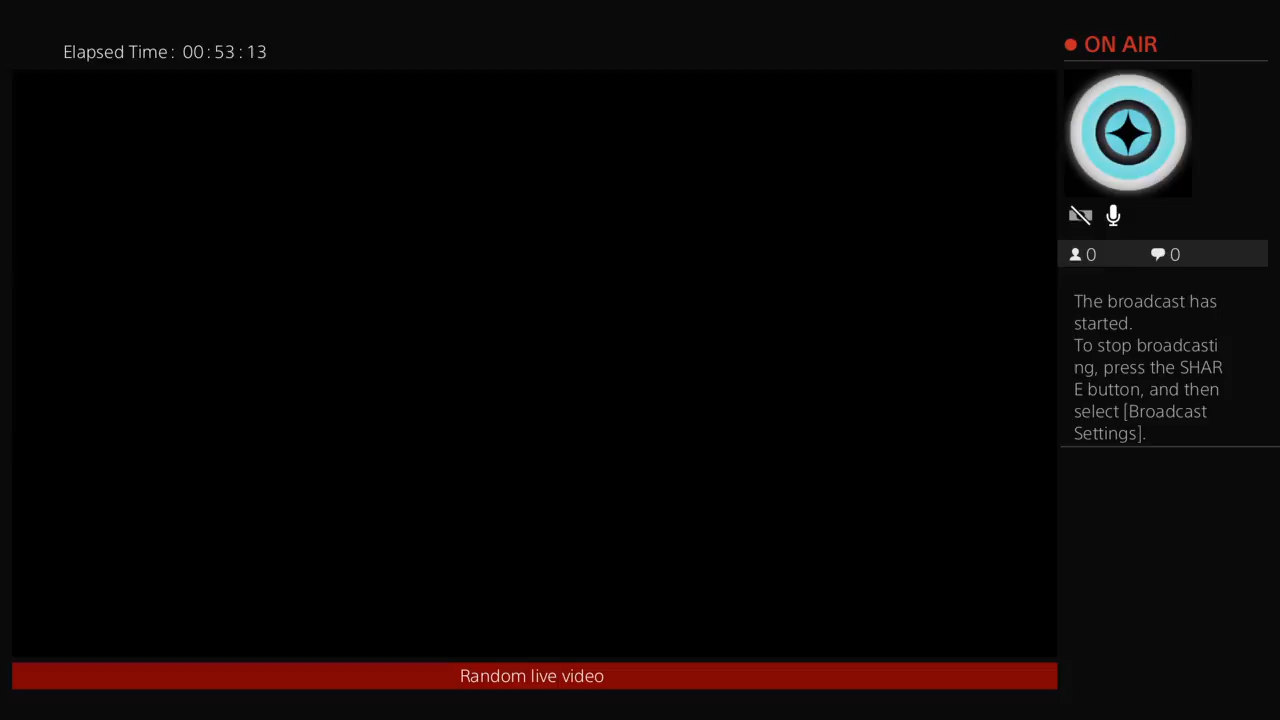 Elapsed Time: 00:53:13
ON AIR
0 0
The broadcast has
started.
To stop broadcasti
ng, press the SHAR
E button, and then
select [Broadcast
Settings].
Random live video